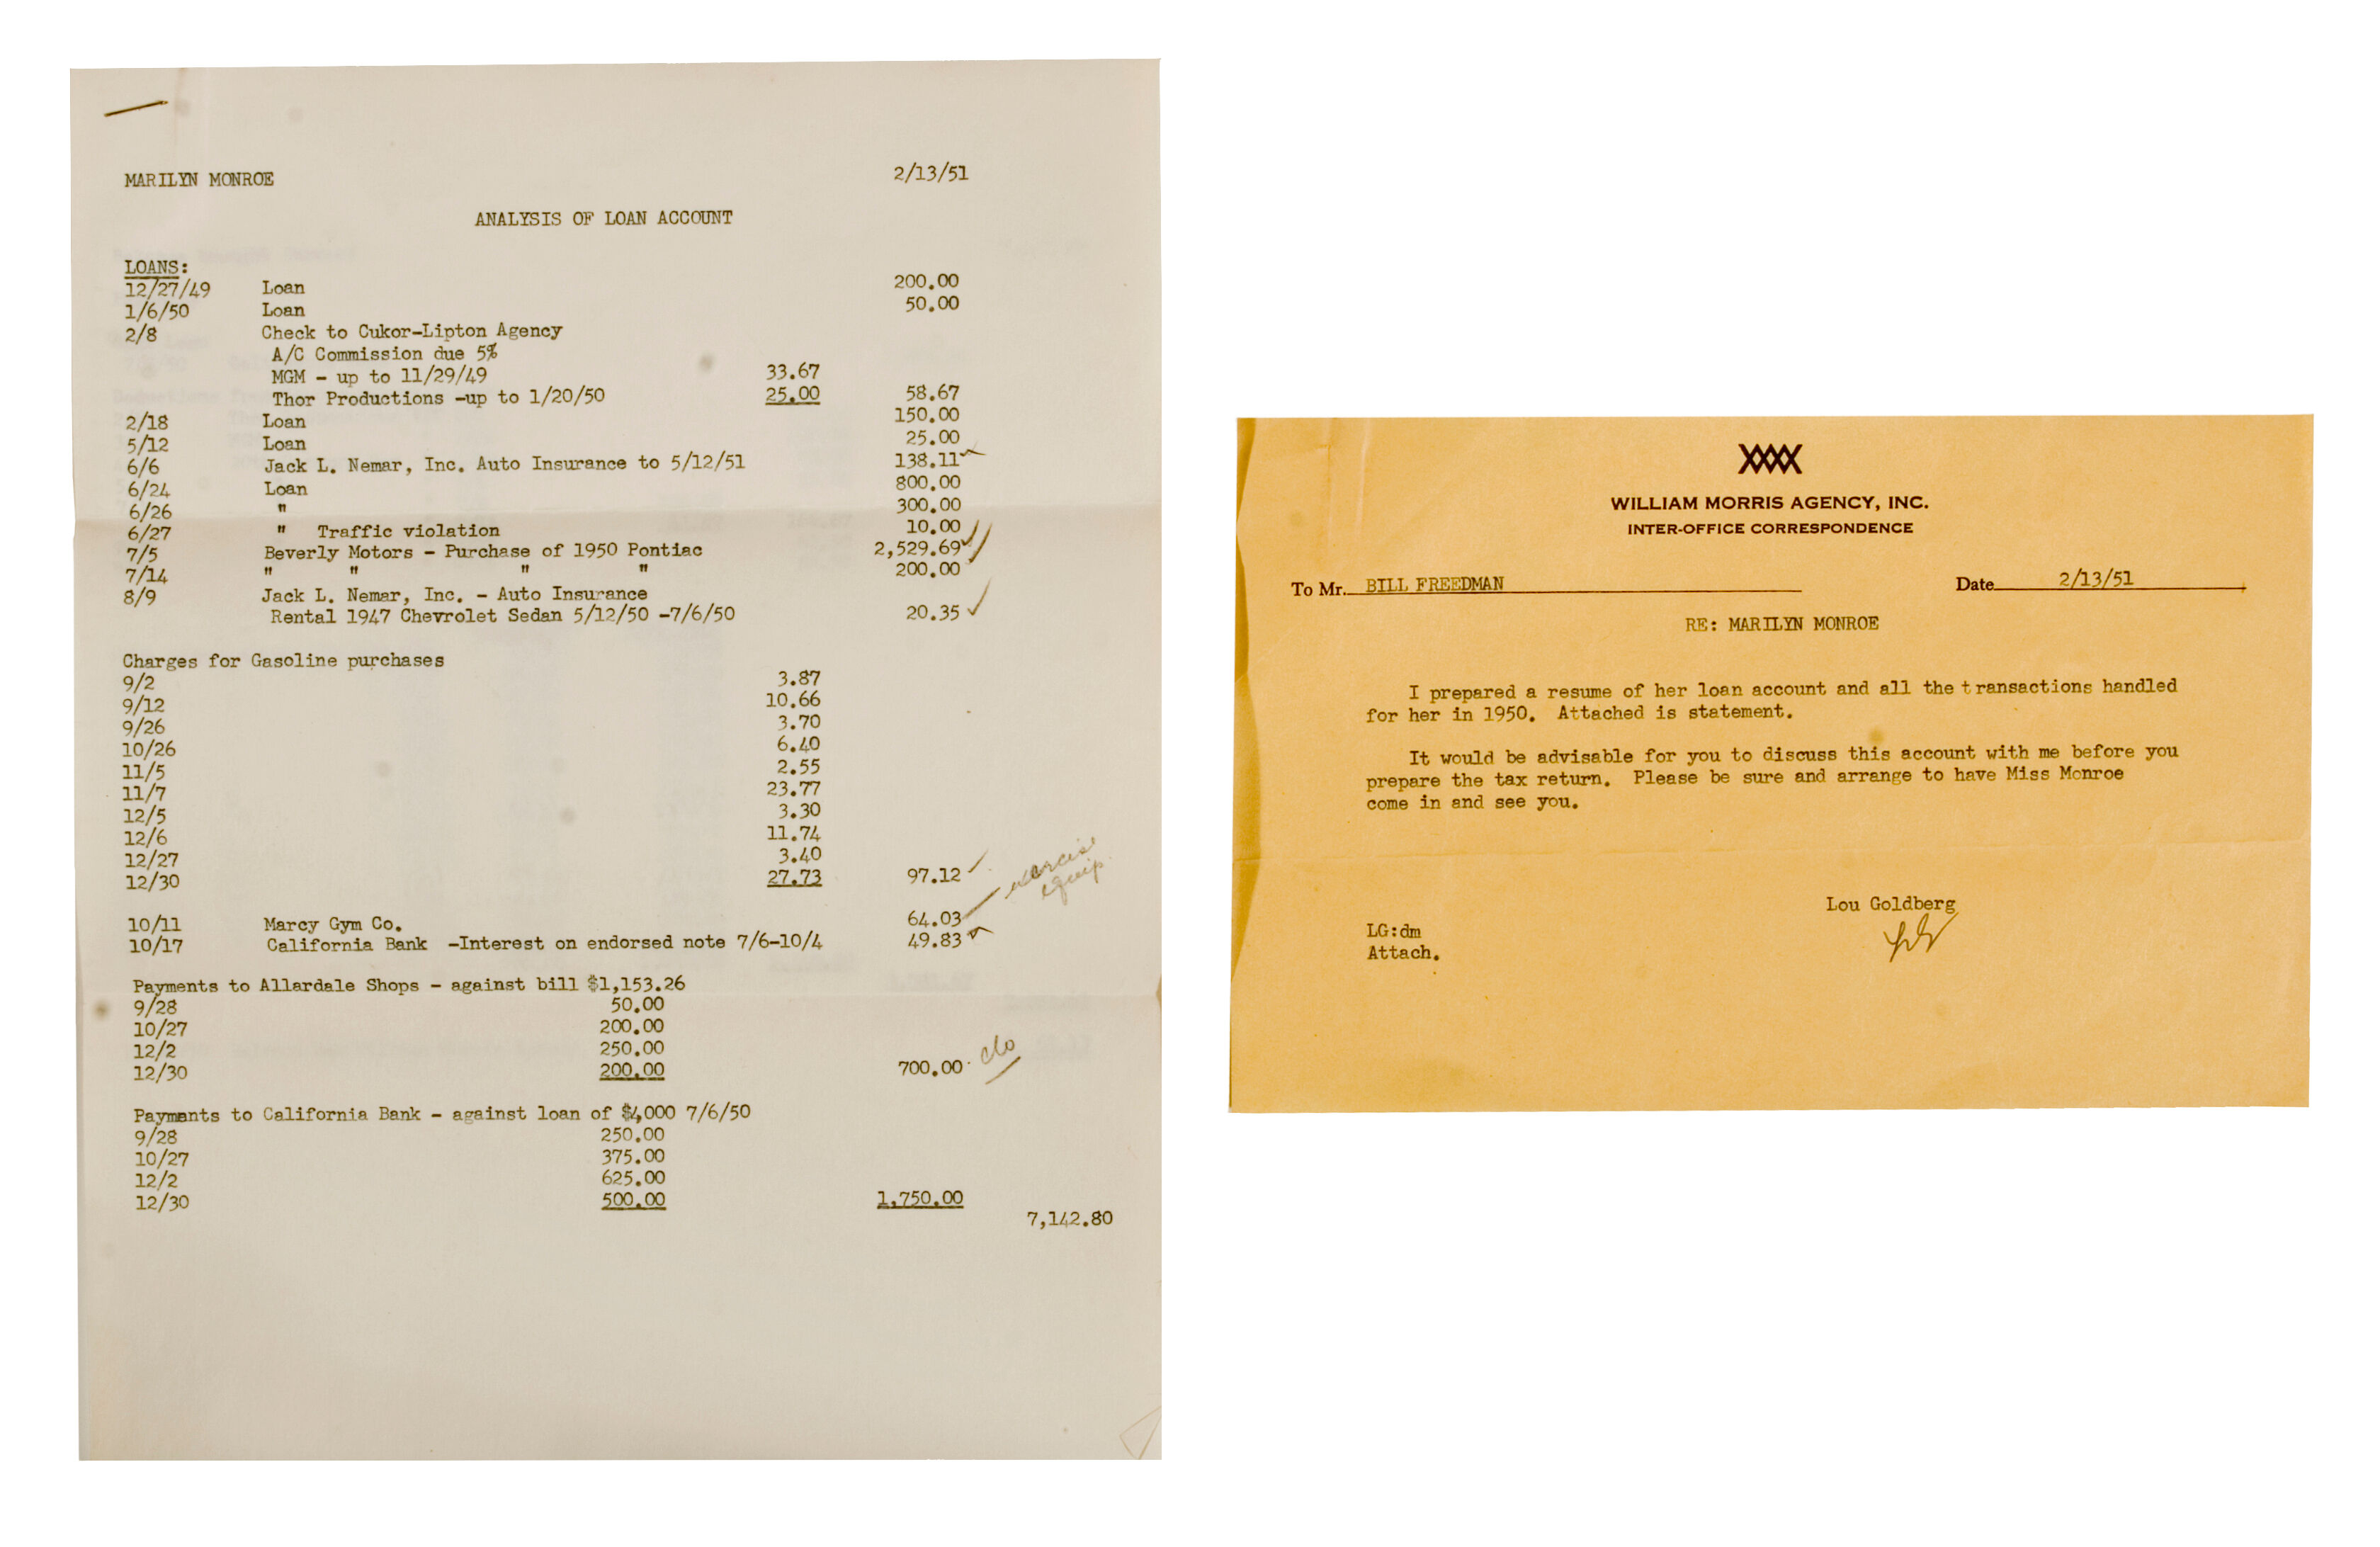 MARILYN MONROE 2/13/51
ANALYSIS OF LOAN ACCOUNT
LOANS:
12/27/49 Loan 200.00
1/6/50 Loan 50.00
2/8 Check to Cukor-Lipton Agency
A/C Commission due 5%
MGM - up to 11/29/49 33.67
Thor Productions -up to 1/20/50 25.00 58.67
2/18 Loan 150.00
5/12 Loan 25.00
6/6 Jack L. Nemar, Inc. Auto Insurance to 5/12/51 138.11
6/24 Loan 800.00
6/26 " 300.00
6/27 " Traffic violation 10.00
7/5 Beverly Motors - Purchase of 1950 Pontiac 2,529.69
7/14 " " " " 200.00
8/9 Jack L. Nemar, Inc. - Auto Insurance
Rental 1947 Chevrolet Sedan 5/12/50 -7/6/50 20.35
Charges for Gasoline purchases
9/2 3.87
9/12 10.66
9/26 3.70
10/26 6.40
11/5 2.55
11/7 23.77
12/5 3.30
12/6 11.74
12/27 3.40
12/30 27.73 97.12
exercise
equip.
10/11 Marcy Gym Co. 64.03
10/17 California Bank -Interest on endorsed note 7/6-10/4 49.83
Payments to Allardale Shops - against bill $1,153.26
9/28 50.00
10/27 200.00
12/2 250.00
12/30 200.00 700.00 clo
Payments to California Bank - against loan of $4,000 7/6/50
9/28 250.00
10/27 375.00
12/2 625.00
12/30 500.00 1,750.00
7,142.80
WILLIAM MORRIS AGENCY, INC.
INTER-OFFICE CORRESPONDENCE
To Mr. BILL FREEDMAN Date 2/13/51
RE: MARILYN MONROE
I prepared a resume of her loan account and all the transactions handled
for her in 1950. Attached is statement.
It would be advisable for you to discuss this account with me before you
prepare the tax return. Please be sure and arrange to have Miss Monroe
come in and see you.
Lou Goldberg
LG:dm
Attach.